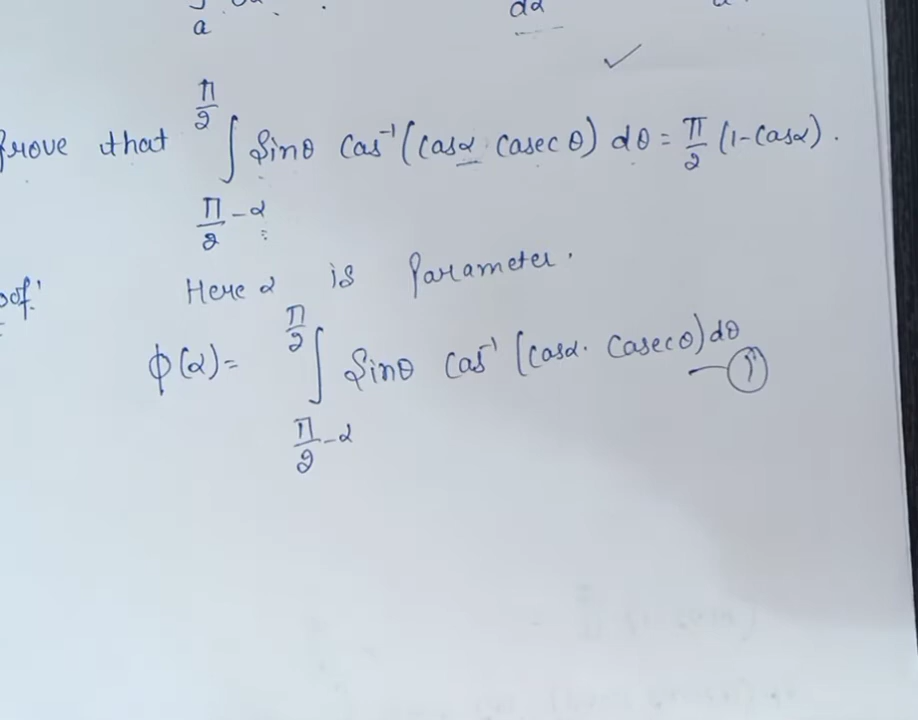 a
dα
Prove that ∫_{π/2-α}^{π/2} Sinθ Cos⁻¹(Cosα Cosecθ) dθ = π/2 (1-Cosα).
Here α is Parameter.
ϕ(α) = ∫_{π/2-α}^{π/2} Sinθ Cos⁻¹(Cosα. Cosecθ) dθ —①